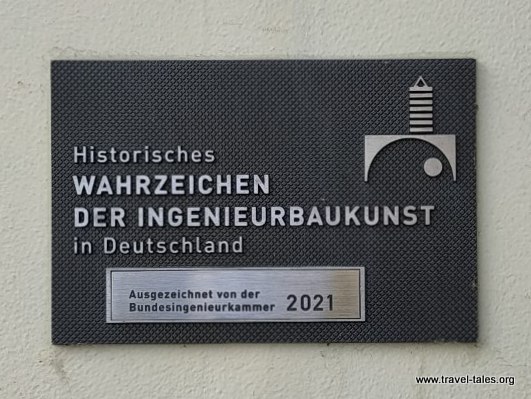 Historisches
WAHRZEICHEN
DER INGENIEURBAUKUNST
in Deutschland
Ausgezeichnet von der
Bundesingenieurkammer 2021
www.travel-tales.org